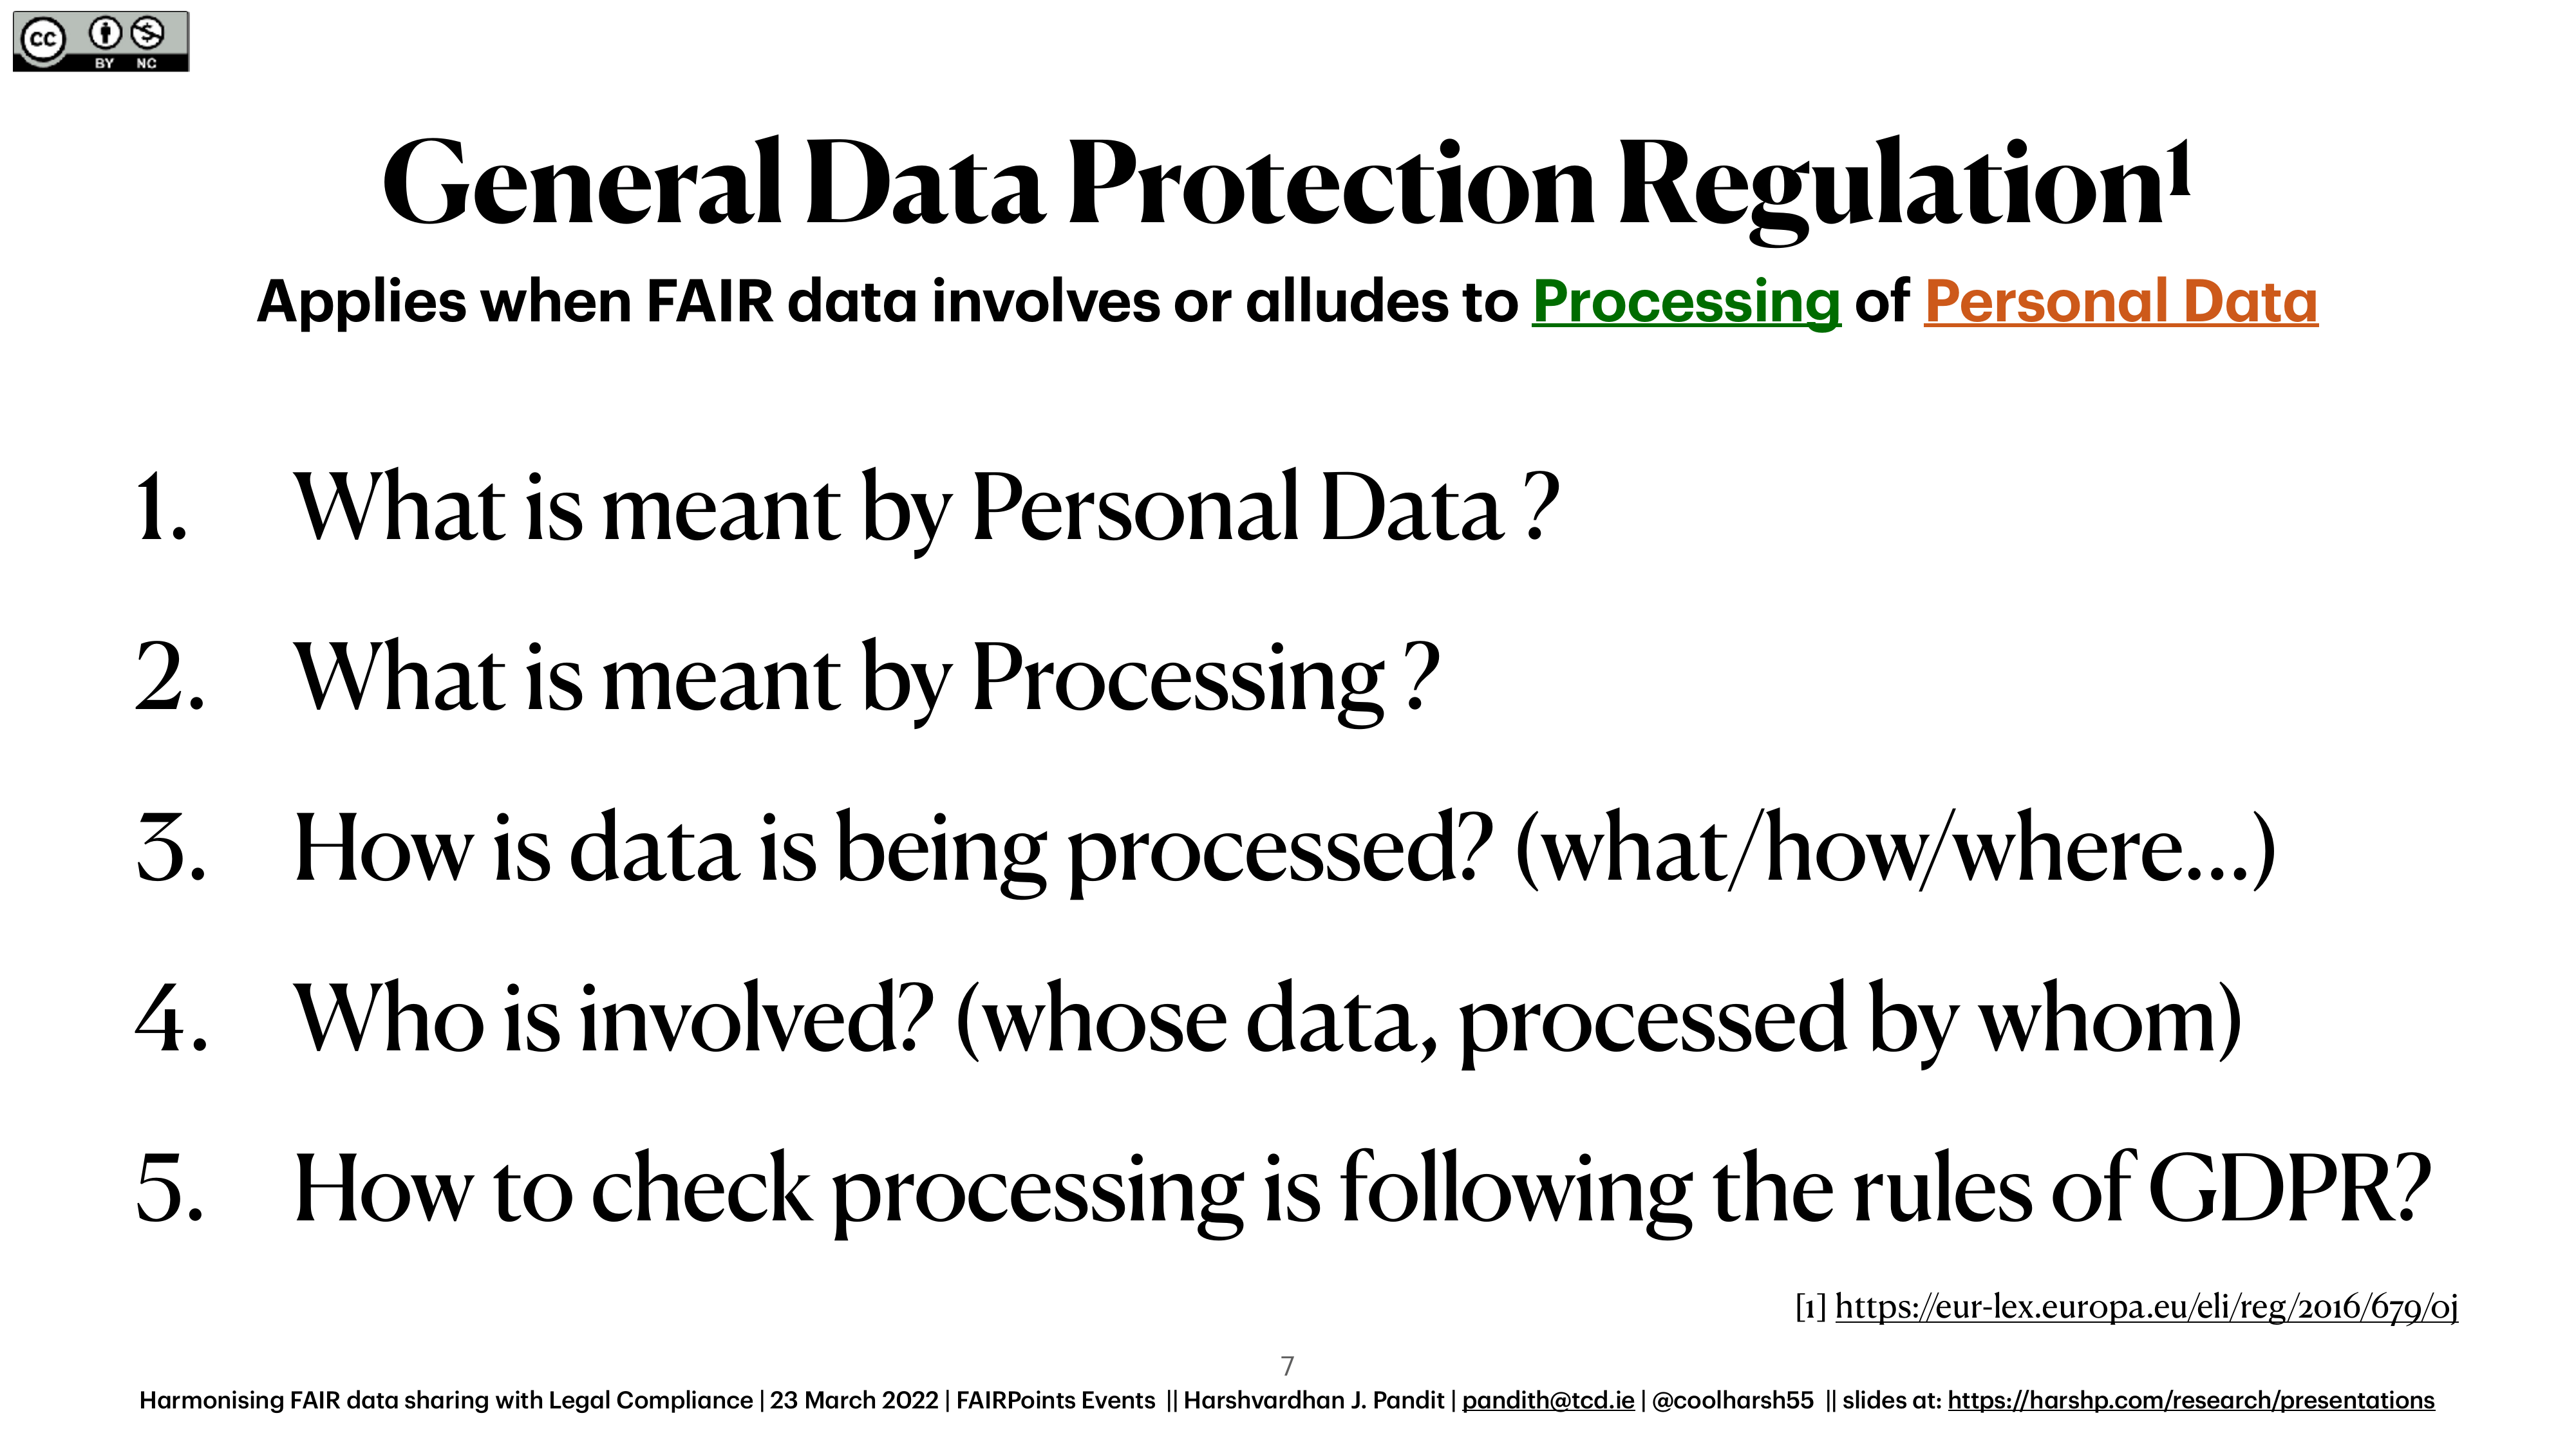 cc
BY NC
General Data Protection Regulation¹
Applies when FAIR data involves or alludes to Processing of Personal Data
1. What is meant by Personal Data ?
2. What is meant by Processing ?
3. How is data is being processed? (what/how/where...)
4. Who is involved? (whose data, processed by whom)
5. How to check processing is following the rules of GDPR?
[1] https://eur-lex.europa.eu/eli/reg/2016/679/oj
7
Harmonising FAIR data sharing with Legal Compliance | 23 March 2022 | FAIRPoints Events || Harshvardhan J. Pandit | pandith@tcd.ie | @coolharsh55 || slides at: https://harshp.com/research/presentations